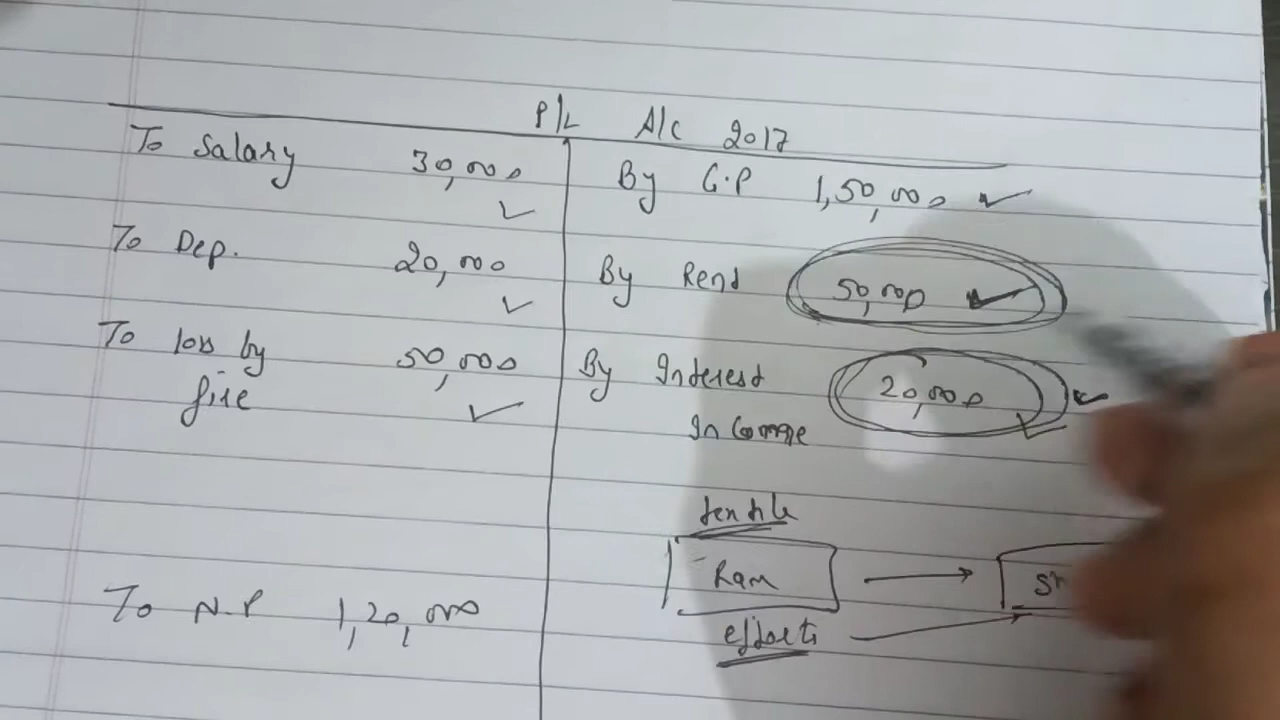 P/L A/C 2017
To Salary 30,000 By G.P 1,50,000
To Dep. 20,000 By Rent 50,000
To loss by 50,000 By Interest 20,000
fire Income
textile
Ram
To N.P 1,20,000
efforts